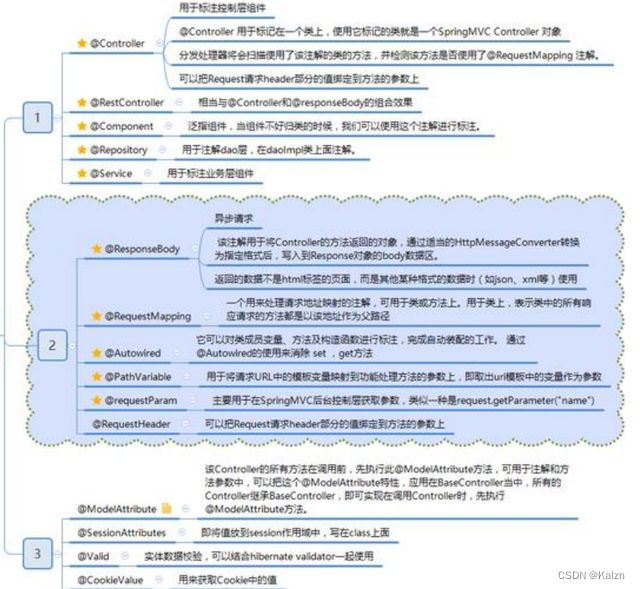 用于标注控制层组件
@Controller 用于标记在一个类上，使用它标记的类就是一个SpringMVC Controller 对象
@Controller
分发处理器将会扫描使用了该注解的类的方法，并检测该方法是否使用了@RequestMapping 注解。
可以把Request请求header部分的值绑定到方法的参数上
1
@RestController
相当与@Controller和@responseBody的组合效果
@Component
泛指组件，当组件不好归类的时候，我们可以使用这个注解进行标注。
@Repository
用于注解dao层，在daoImpl类上面注解。
@Service
用于标注业务层组件
异步请求
@ResponseBody
该注解用于将Controller的方法返回的对象，通过适当的HttpMessageConverter转换
为指定格式后，写入到Response对象的body数据区。
返回的数据不是html标签的页面，而是其他某种格式的数据时（如json、xml等）使用
@RequestMapping
一个用来处理请求地址映射的注解，可用于类或方法上。用于类上，表示类中的所有响
应请求的方法都是以该地址作为父路径
2
@Autowired
它可以对类成员变量、方法及构造函数进行标注，完成自动装配的工作。 通过
@Autowired的使用来消除 set ，get方法
@PathVariable
用于将请求URL中的模板变量映射到功能处理方法的参数上，即取出url模板中的变量作为参数
@requestParam
主要用于在SpringMVC后台控制层获取参数，类似一种是request.getParameter("name")
@RequestHeader
可以把Request请求header部分的值绑定到方法的参数上
@ModelAttribute
该Controller的所有方法在调用前，先执行此@ModelAttribute方法，可用于注解和方
法参数中，可以把这个@ModelAttribute特性，应用在BaseController当中，所有的
Controller继承BaseController，即可实现在调用Controller时，先执行
@ModelAttribute方法。
@SessionAttributes
即将值放到session作用域中，写在class上面
3
@Valid
实体数据校验，可以结合hibernate validator一起使用
@CookieValue
用来获取Cookie中的值
CSDN @Kalzn